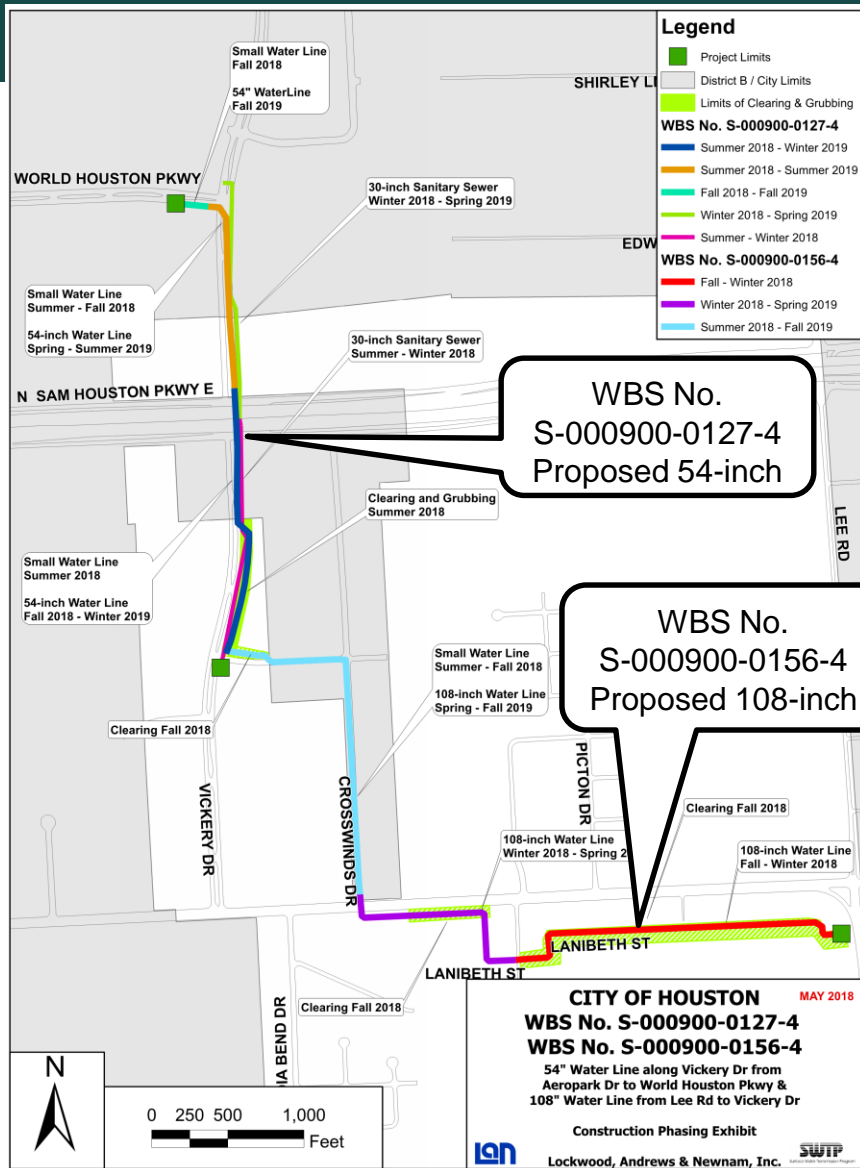 Small Water Line
Fall 2018
54" WaterLine
Fall 2019
SHIRLEY
WORLD HOUSTON PKWY
30-inch Sanitary Sewer
Winter 2018 - Spring 2019
Small Water Line
Summer - Fall 2018
54-inch Water Line
Spring - Summer 2019
30-inch Sanitary Sewer
Summer - Winter 2018
N SAM HOUSTON PKWY E
Clearing and Grubbing
Summer 2018
Small Water Line
Summer 2018
54-inch Water Line
Fall 2018 - Winter 2019
Small Water Line
Summer - Fall 2018
108-inch Water Line
Spring - Fall 2019
Clearing Fall 2018
VICKERY DR
CROSSWINDS DR
PICTON DR
LEE RD
Clearing Fall 2018
108-inch Water Line
Winter 2018 - Spring 2
108-inch Water Line
Fall - Winter 2018
LANIBETH ST
LANIBETH ST
Clearing Fall 2018
DIA BEND DR
Legend
Project Limits
District B / City Limits
Limits of Clearing & Grubbing
WBS No. S-000900-0127-4
Summer 2018 - Winter 2019
Summer 2018 - Summer 2019
Fall 2018 - Fall 2019
Winter 2018 - Spring 2019
Summer - Winter 2018
WBS No. S-000900-0156-4
Fall - Winter 2018
Winter 2018 - Spring 2019
Summer 2018 - Fall 2019
EDW
WBS No.
S-000900-0127-4
Proposed 54-inch
WBS No.
S-000900-0156-4
Proposed 108-inch
N
0 250 500 1,000
Feet
CITY OF HOUSTON
MAY 2018
WBS No. S-000900-0127-4
WBS No. S-000900-0156-4
54" Water Line along Vickery Dr from
Aeropark Dr to World Houston Pkwy &
108" Water Line from Lee Rd to Vickery Dr
Construction Phasing Exhibit
Lan
Lockwood, Andrews & Newnam, Inc.
SWTP